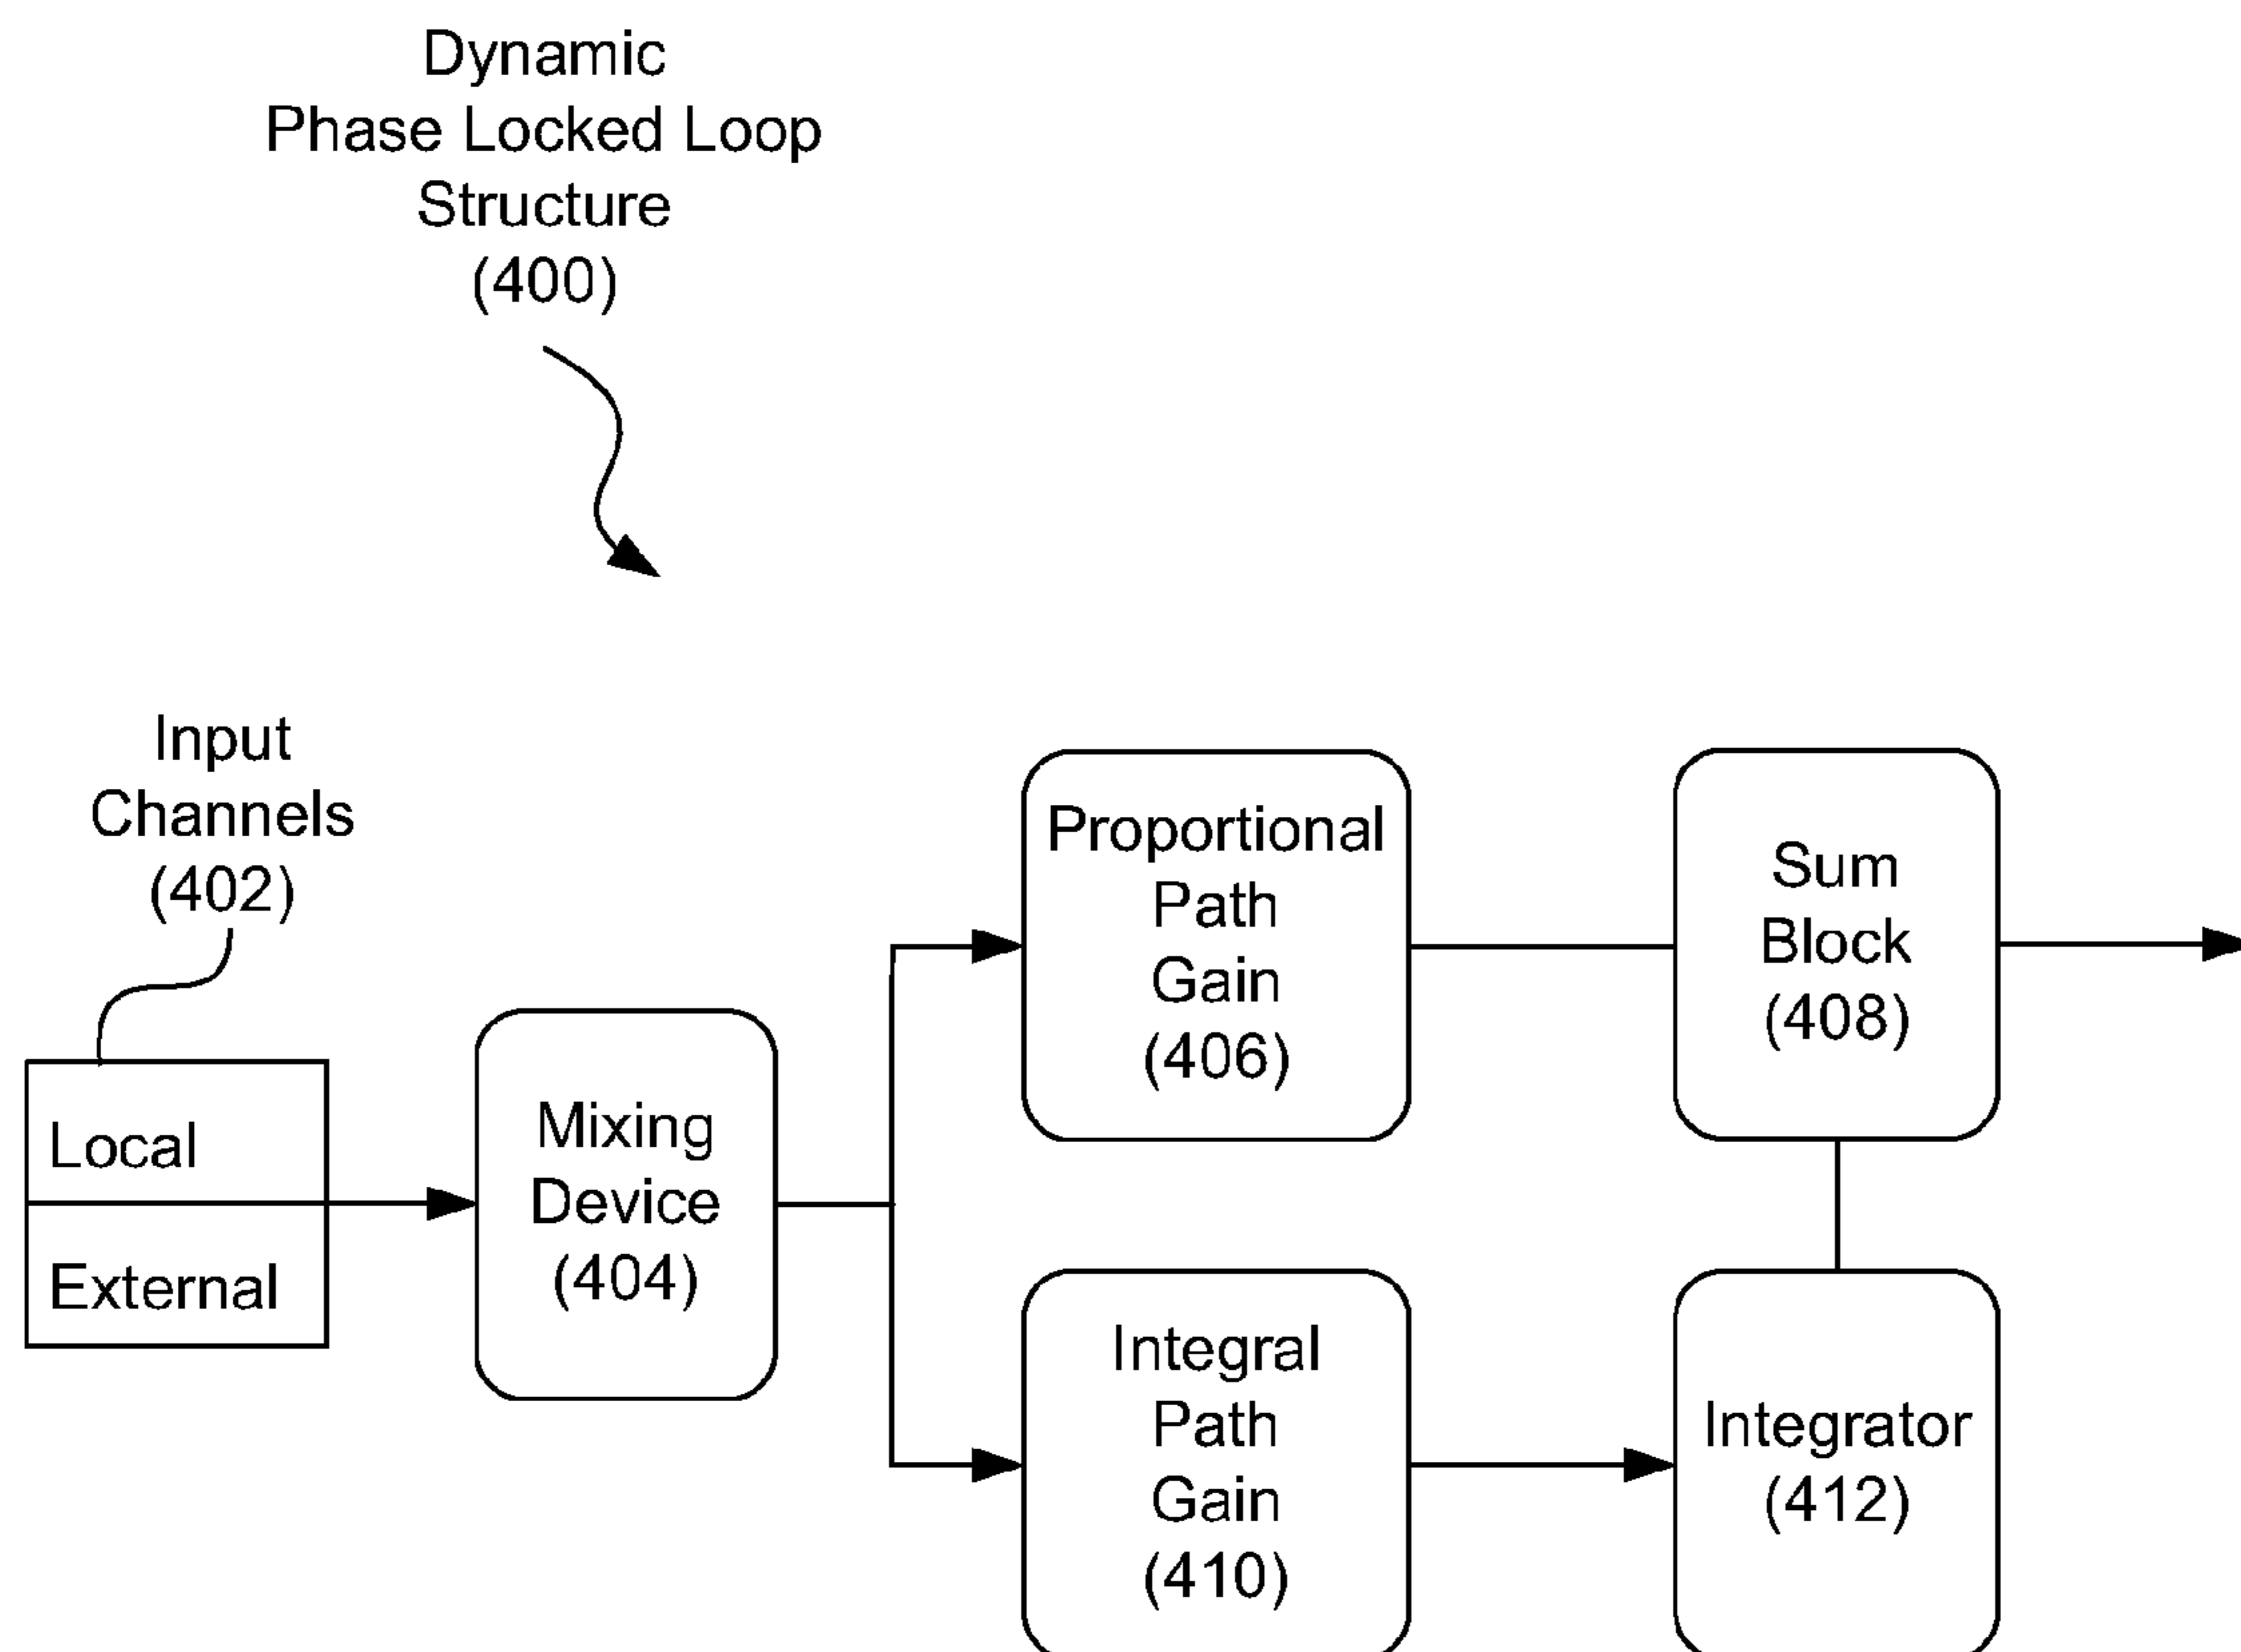 Dynamic
Phase Locked Loop
Structure
(400)
Input
Channels
(402)
Local
External
Mixing
Device
(404)
Proportional
Path
Gain
(406)
Sum
Block
(408)
Integral
Path
Gain
(410)
Integrator
(412)